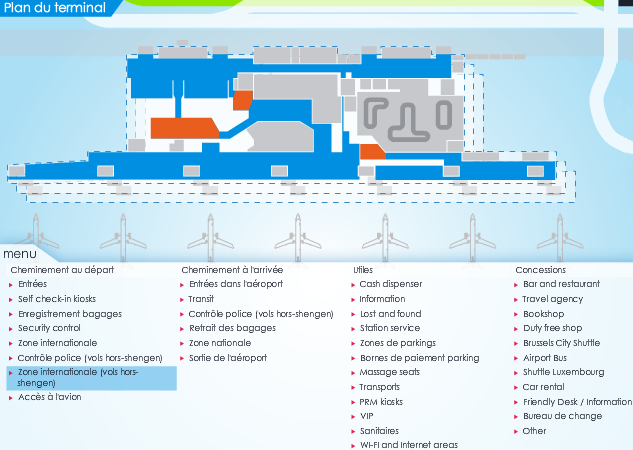 Plan du terminal
menu
Cheminement au départ
Entrées
Self check-in kiosks
Enregistrement bagages
Security control
Zone internationale
Contrôle police (vols hors-shengen)
Zone internationale (vols hors-
shengen)
Accès à l'avion
Cheminement à l'arrivée
Entrées dans l'aéroport
Transit
Contrôle police (vols hors-shengen)
Retrait des bagages
Zone nationale
Sortie de l'aéroport
Utiles
Cash dispenser
Information
Lost and found
Station service
Zones de parkings
Bornes de paiement parking
Massage seats
Transports
PRM kiosks
VIP
Sanitaires
WI-FI and Internet areas
Concessions
Bar and restaurant
Travel agency
Bookshop
Duty free shop
Brussels City Shuttle
Airport Bus
Shuttle Luxembourg
Car rental
Friendly Desk / Information
Bureau de change
Other